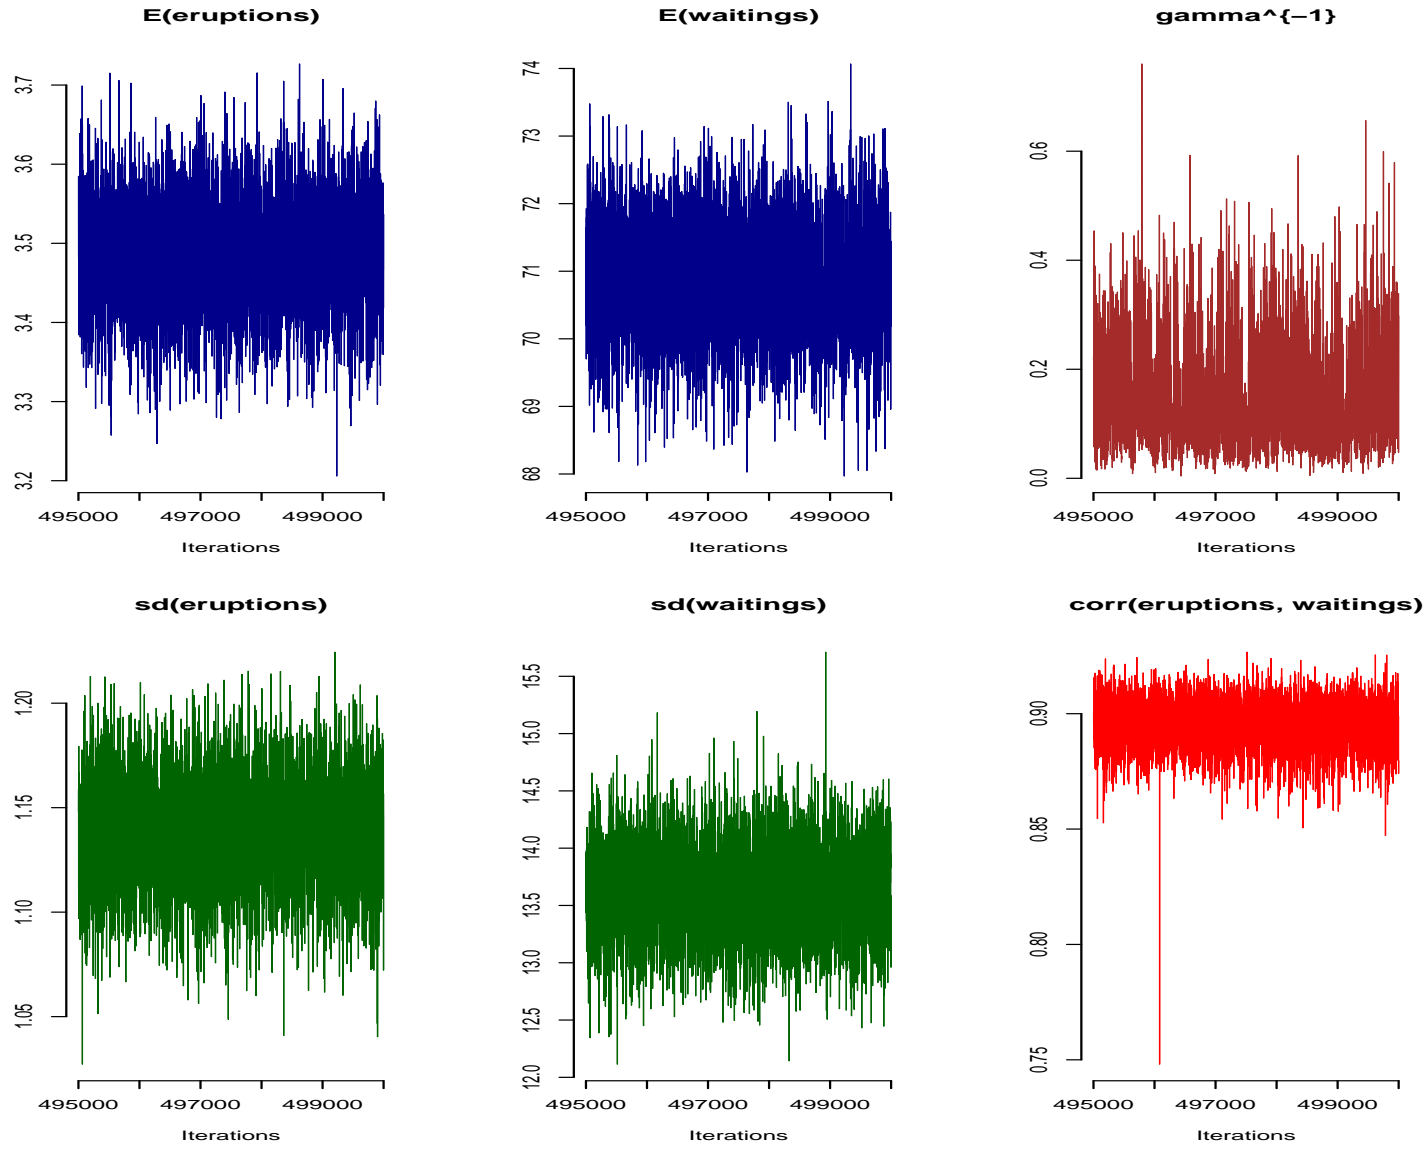 E(eruptions)
3.7
3.6
3.5
3.4
3.3
3.2
495000 497000 499000
Iterations
E(waitings)
74
73
72
71
70
69
68
495000 497000 499000
Iterations
gamma^{−1}
0.6
0.4
0.2
0.0
495000 497000 499000
Iterations
sd(eruptions)
1.20
1.15
1.10
1.05
495000 497000 499000
Iterations
sd(waitings)
15.5
15.0
14.5
14.0
13.5
13.0
12.5
12.0
495000 497000 499000
Iterations
corr(eruptions, waitings)
0.90
0.85
0.80
0.75
495000 497000 499000
Iterations